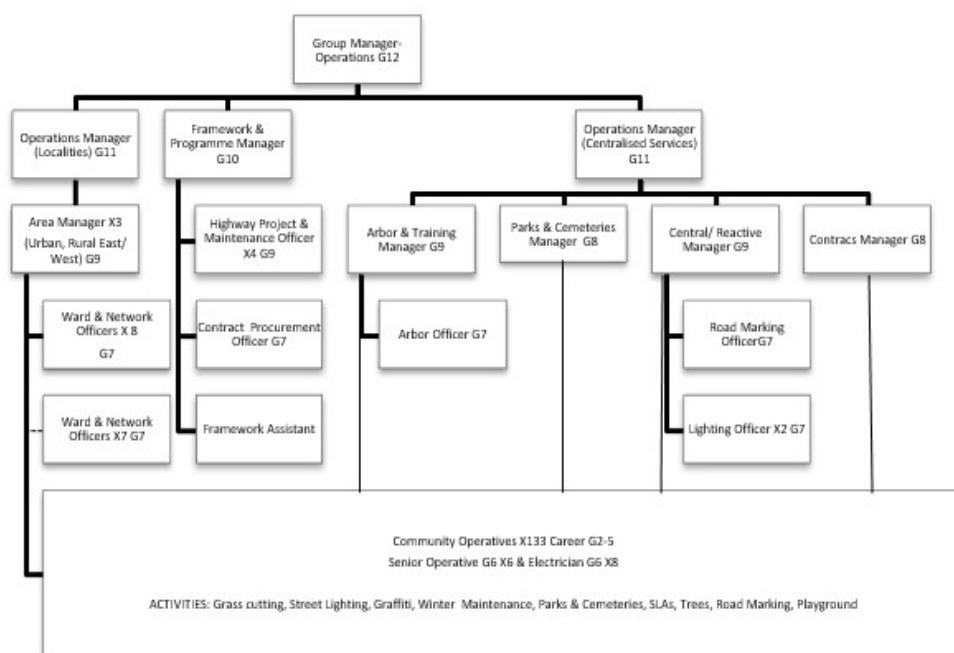 Group Manager-
Operations G12
Operations Manager
(Localities) G11
Framework &
Programme Manager
G10
Operations Manager
(Centralised Services)
G11
Area Manager X3
(Urban, Rural East/
West) G9
Highway Project &
Maintenance Officer
X4 G9
Arbor & Training
Manager G9
Parks & Cemeteries
Manager G8
Central/ Reactive
Manager G9
Contracs Manager G8
Ward & Network
Officers X 8
G7
Contract Procurement
Officer G7
Arbor Officer G7
Road Marking
OfficerG7
Ward & Network
Officers X7 G7
Framework Assistant
Lighting Officer X2 G7
Community Operatives X133 Career G2-5
Senior Operative G6 X6 & Electrician G6 X8
ACTIVITIES: Grass cutting, Street Lighting, Graffiti, Winter Maintenance, Parks & Cemeteries, SLAs, Trees, Road Marking, Playground